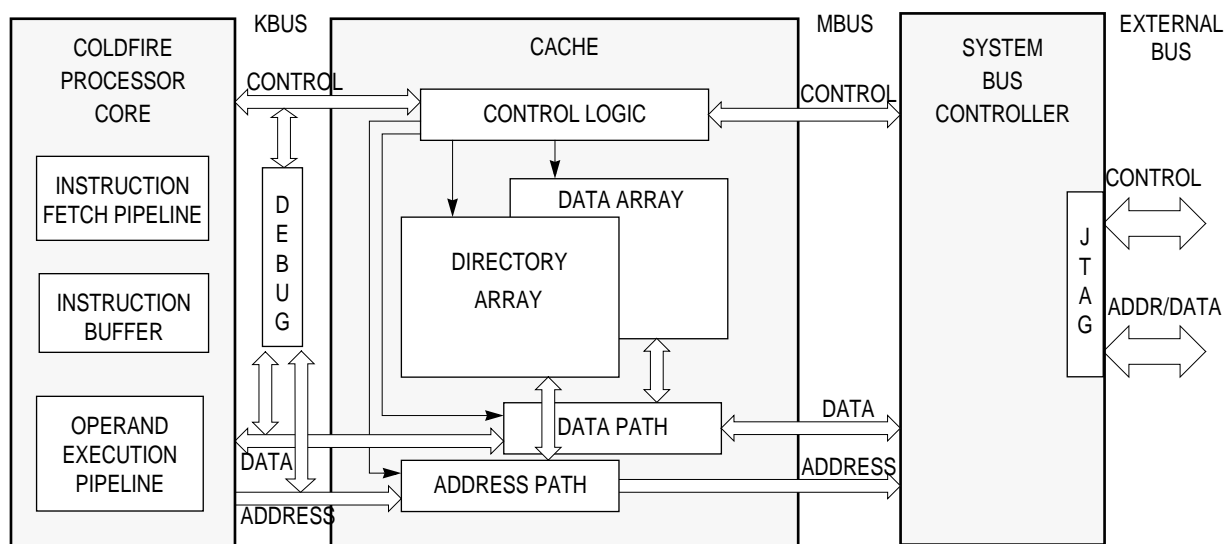 COLDFIRE
PROCESSOR
CORE
INSTRUCTION
FETCH PIPELINE
INSTRUCTION
BUFFER
OPERAND
EXECUTION
PIPELINE
KBUS
CONTROL
D
E
B
U
G
DATA
ADDRESS
CACHE
CONTROL LOGIC
DATA ARRAY
DIRECTORY
ARRAY
DATA PATH
ADDRESS PATH
MBUS
CONTROL
DATA
ADDRESS
SYSTEM
BUS
CONTROLLER
J
T
A
G
EXTERNAL
BUS
CONTROL
ADDR/DATA